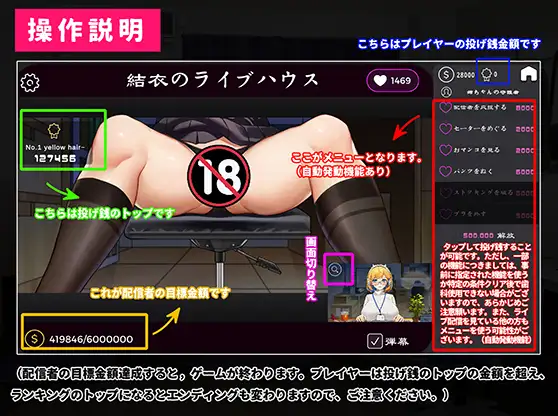 操作説明
こちらはプレイヤーの投げ銭金額です
結衣のライブハウス
1469
28000
0
No.1 yellow hair~
127456
こちらは投げ銭のトップです
18
ここがメニューとなります。
(自動発動機能あり)
セーターをめくる
おマンコを見る
パンツをぬぐ
ストッキングを破る
ブラをはずす
500,000 解放
タップして投げ銭すること
が可能です。ただし、一部
の機能につきましては、事
前に指定された機能を使う
か特定の条件クリア後で歯
科使用できない場合がござ
いますので、あらかじめご
注意願います。また、ライ
ブ配信を見ている他の方も
メニューを使う可能性がご
ざいます。(自動発動機能)
画面切り替え
これが配信者の目標金額です
419846/6000000
弾幕
(配信者の目標金額達成すると,ゲームが終わります。プレイヤーは投げ銭のトップの金額を超え、
ランキングのトップになるとエンディングも変わりますので、ご注意ください。)